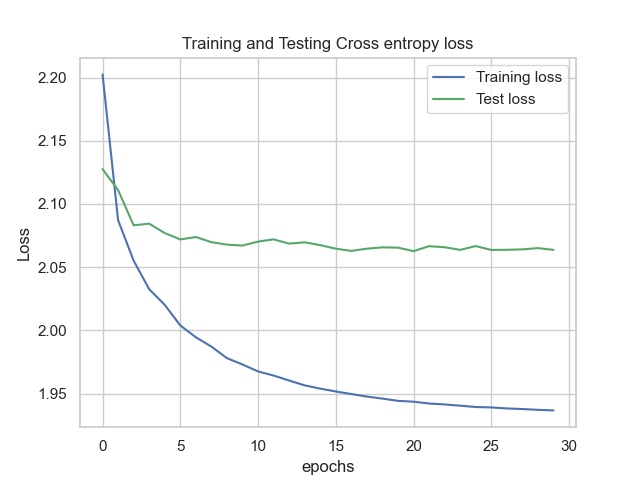 Training and Testing Cross entropy loss
Training loss
Test loss
2.20
2.15
2.10
2.05
2.00
1.95
Loss
0 5 10 15 20 25 30
epochs